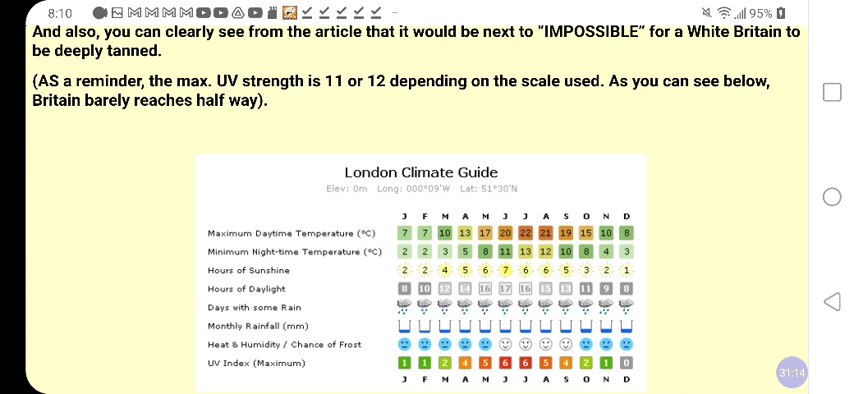 8:10 95%
And also, you can clearly see from the article that it would be next to “IMPOSSIBLE” for a White Britain to
be deeply tanned.
(AS a reminder, the max. UV strength is 11 or 12 depending on the scale used. As you can see below,
Britain barely reaches half way).
London Climate Guide
Elev: 0m Long: 000°09'W Lat: 51°30'N
J F M A M J J A S O N D
Maximum Daytime Temperature (°C) 7 7 10 13 17 20 22 21 19 15 10 8
Minimum Night-time Temperature (°C) 2 2 3 5 8 11 13 12 10 8 4 3
Hours of Sunshine 2 2 4 5 6 7 6 6 5 3 2 1
Hours of Daylight 8 10 12 14 16 17 16 15 13 11 9 8
Days with some Rain
Monthly Rainfall (mm)
Heat & Humidity / Chance of Frost
UV Index (Maximum) 1 1 2 4 5 6 6 5 4 2 1 0
J F M A M J J A S O N D
31:14